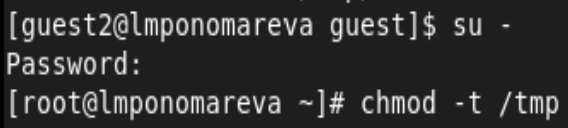 [guest2@lmponomareva guest]$ su -
Password:
[root@lmponomareva ~]# chmod -t /tmp